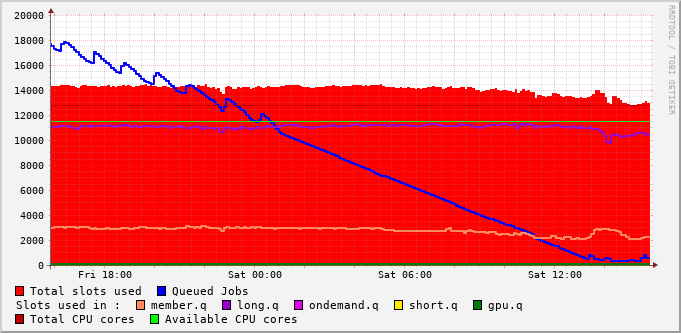 20000
18000
16000
14000
12000
10000
8000
6000
4000
2000
0
Fri 18:00 Sat 00:00 Sat 06:00 Sat 12:00
Total slots used Queued Jobs
Slots used in : member.q long.q ondemand.q short.q gpu.q
Total CPU cores Available CPU cores
RRDTOOL / TOBI OETIKER